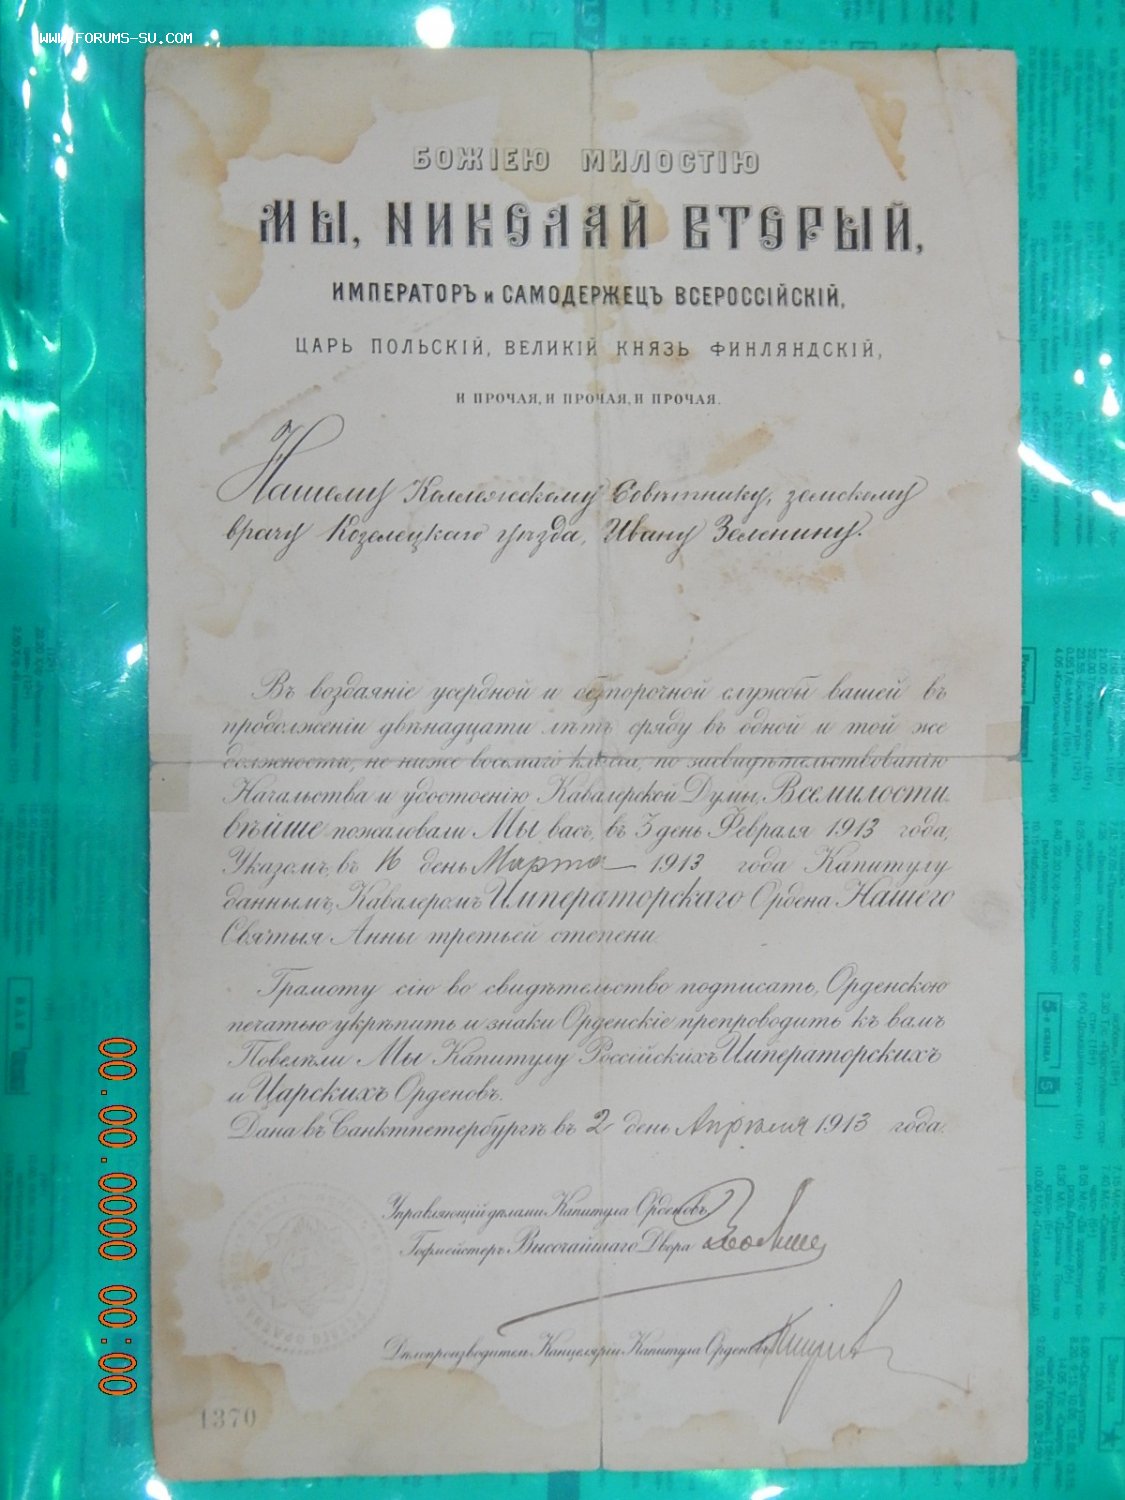 WWW.FORUMS-SU.COM
БОЖІЕЮ МИЛОСТІЮ
МЫ, НИКОЛАЙ ВТОРЫЙ,
ИМПЕРАТОРЪ и САМОДЕРЖЕЦЪ ВСЕРОССІЙСКІЙ,
ЦАРЬ ПОЛЬСКІЙ, ВЕЛИКІЙ КНЯЗЬ ФИНЛЯНДСКІЙ,
И ПРОЧАЯ, И ПРОЧАЯ, И ПРОЧАЯ.
Нашему Коллежскому Совѣтнику, земскому
врачу Козелецкаго уѣзда, Ивану Зеленину.
Въ воздаяніе усердной и безпорочной службы вашей въ
продолженіи двѣнадцати лѣтъ сряду въ одной и той же
должности, не ниже восьмаго класса, по засвидѣтельствованію
Начальства и удостоенію Кавалерской Думы, Всемилости-
вѣйше пожаловали Мы васъ, въ 3 день Февраля 1913 года,
Указомъ, въ 16 день Марта 1913 года Капитулу
даннымъ, Кавалеромъ Императорскаго Ордена Нашего
Святыя Анны третьей степени.
Грамоту сію во свидѣтельство подписать, Орденскою
печатью укрѣпить и знаки Орденскіе препроводить къ вамъ
Повелѣли Мы Капитулу Россійскихъ Императорскихъ
и Царскихъ Орденовъ.
Дана въ Санктпетербургѣ въ 2 день Апрѣля 1913 года.
Управляющій дѣлами Капитула Орденовъ,
Гофмейстеръ Высочайшаго Двора
Дѣлопроизводитель Канцеляріи Капитула Орденовъ
1370
00.00.0000 00:00